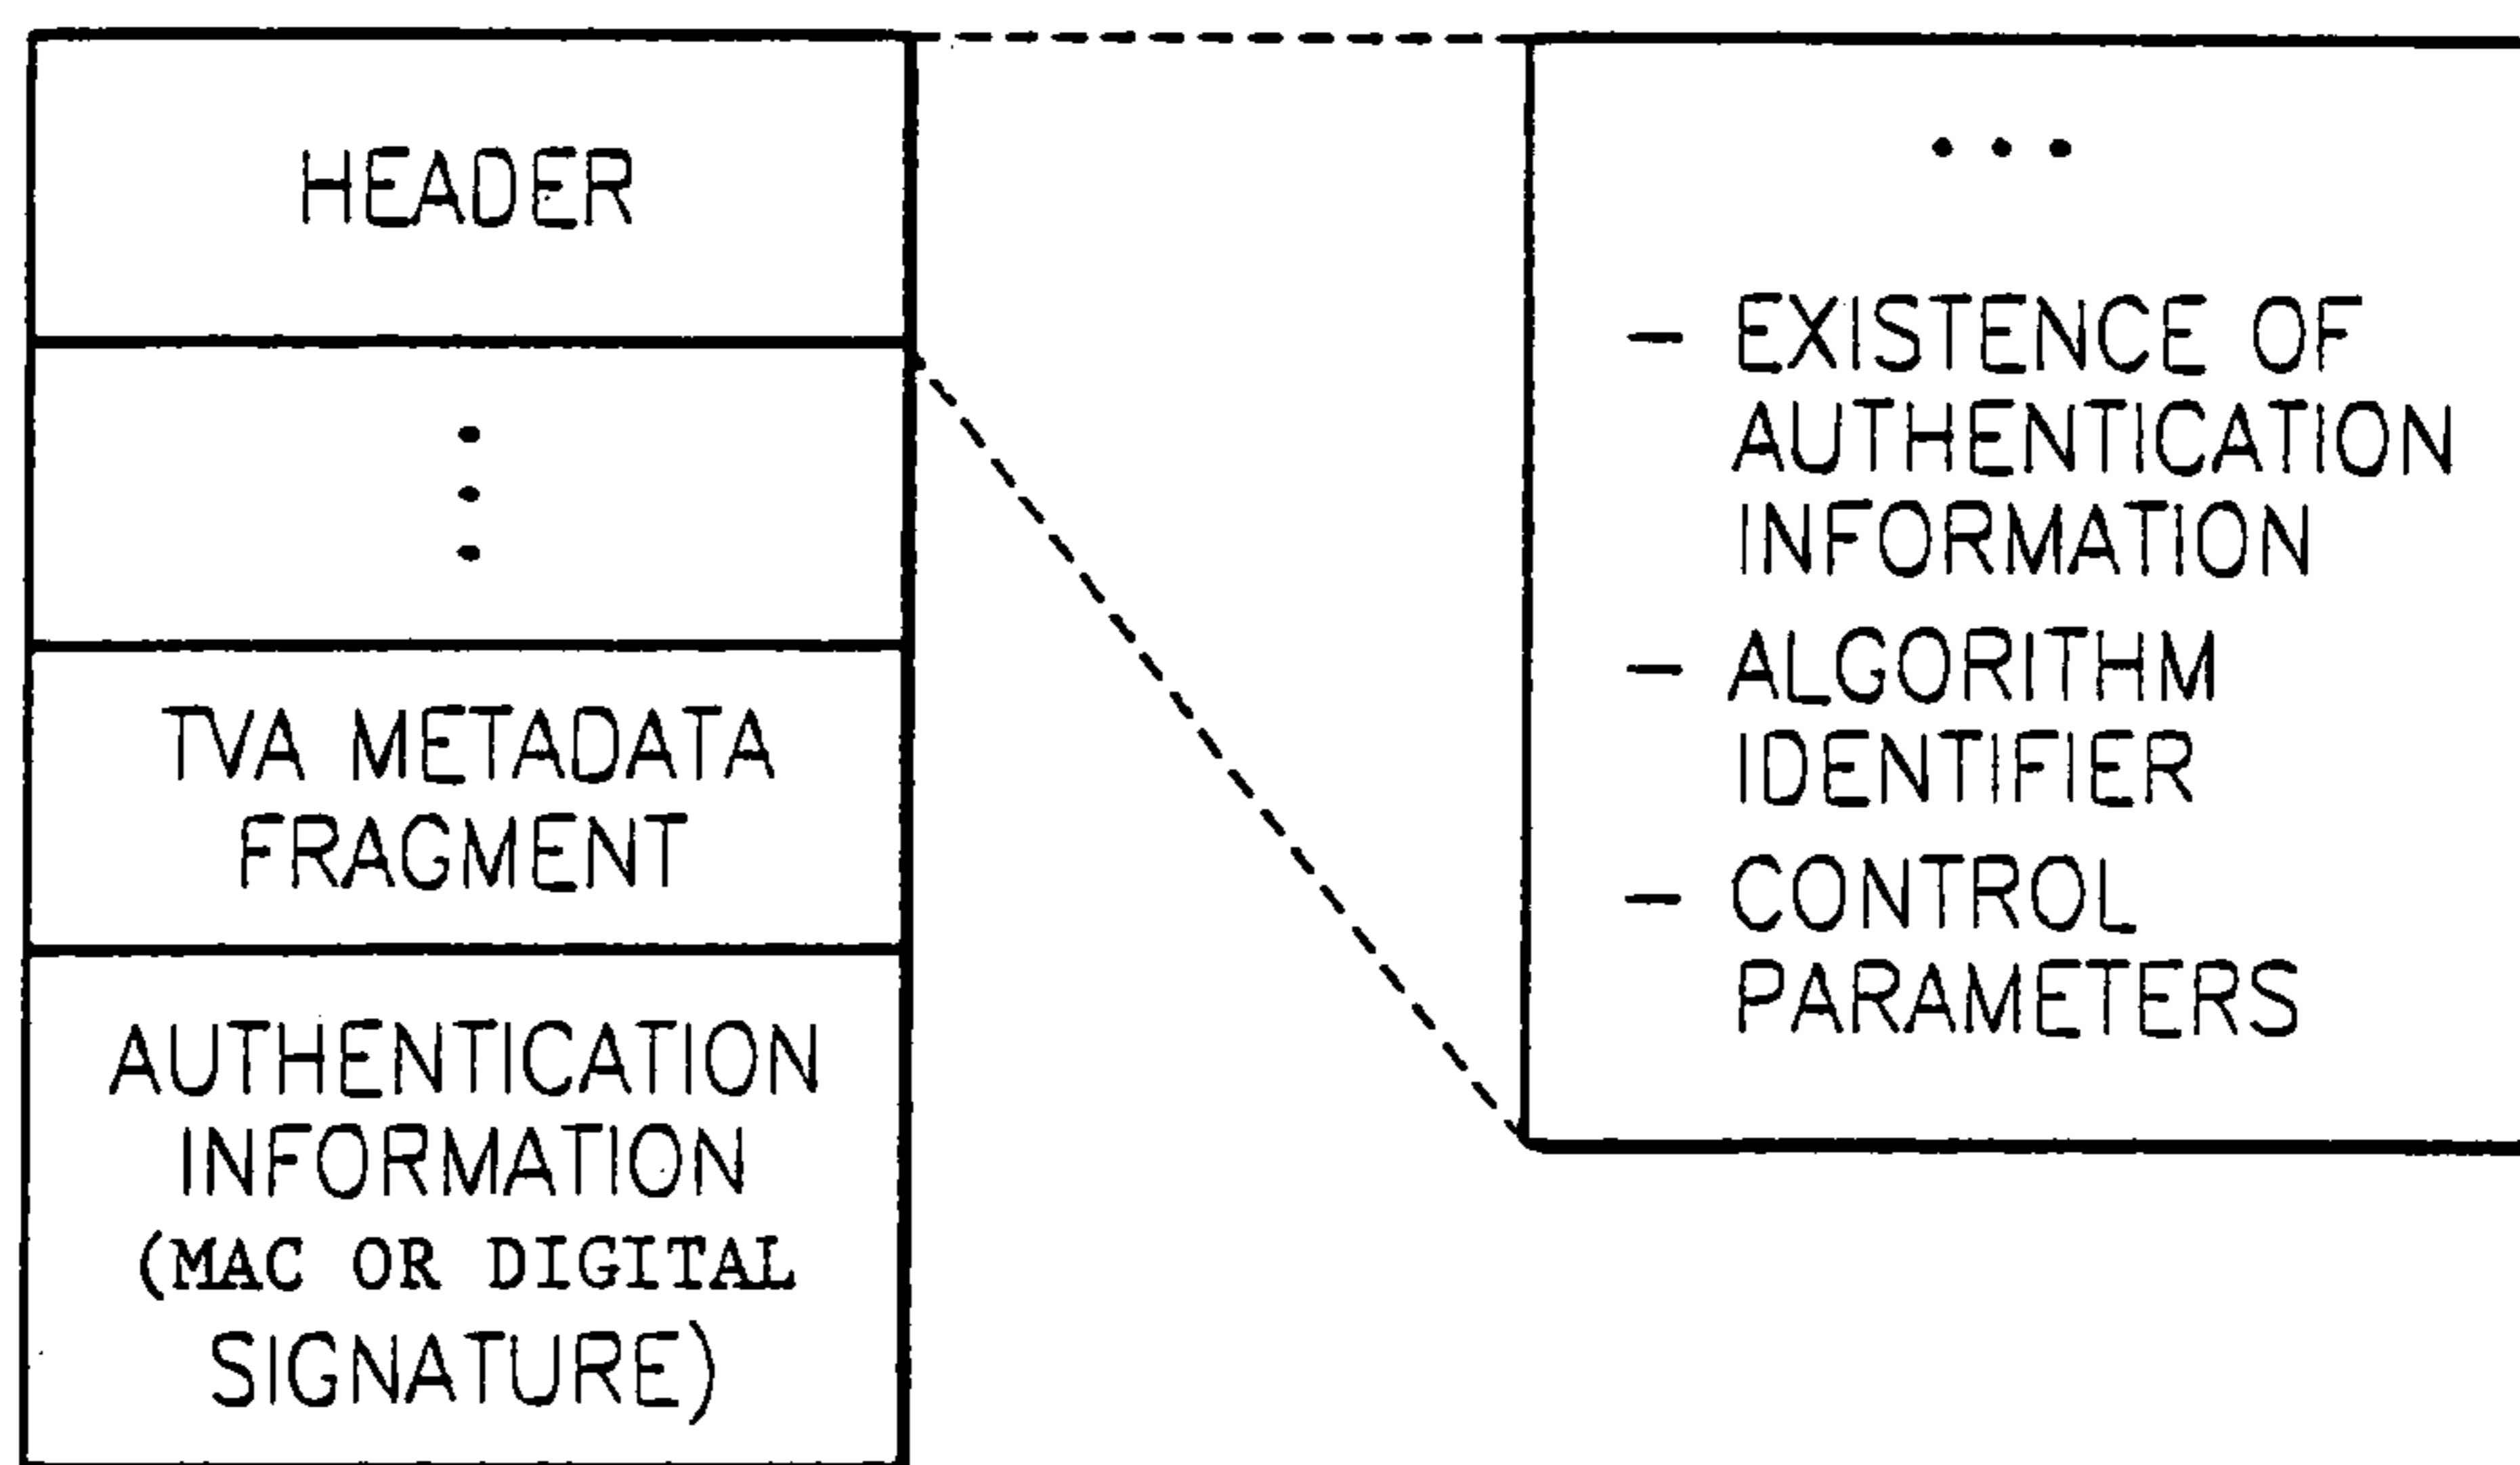 HEADER
TVA METADATA
FRAGMENT
AUTHENTICATION
INFORMATION
(MAC OR DIGITAL
SIGNATURE)
• • •
– EXISTENCE OF
AUTHENTICATION
INFORMATION
– ALGORITHM
IDENTIFIER
– CONTROL
PARAMETERS